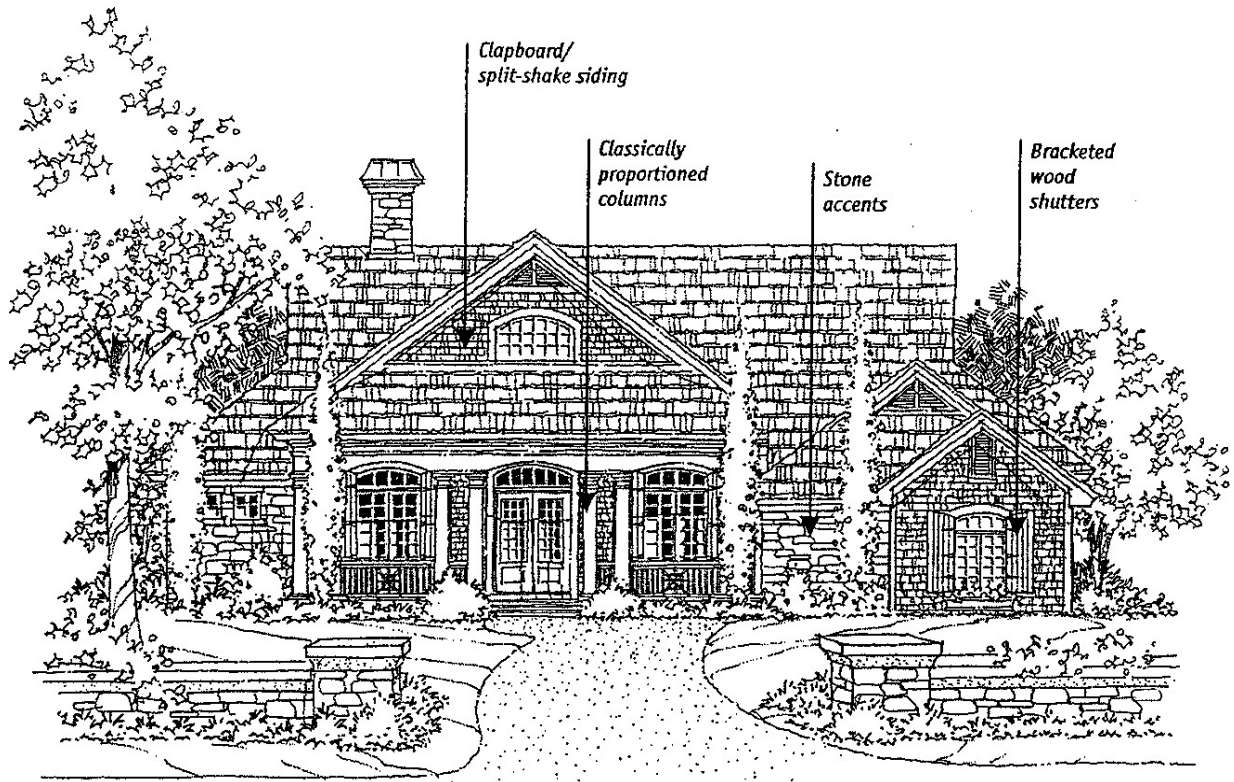 Clapboard/
split-shake siding
Classically
proportioned
columns
Stone
accents
Bracketed
wood
shutters